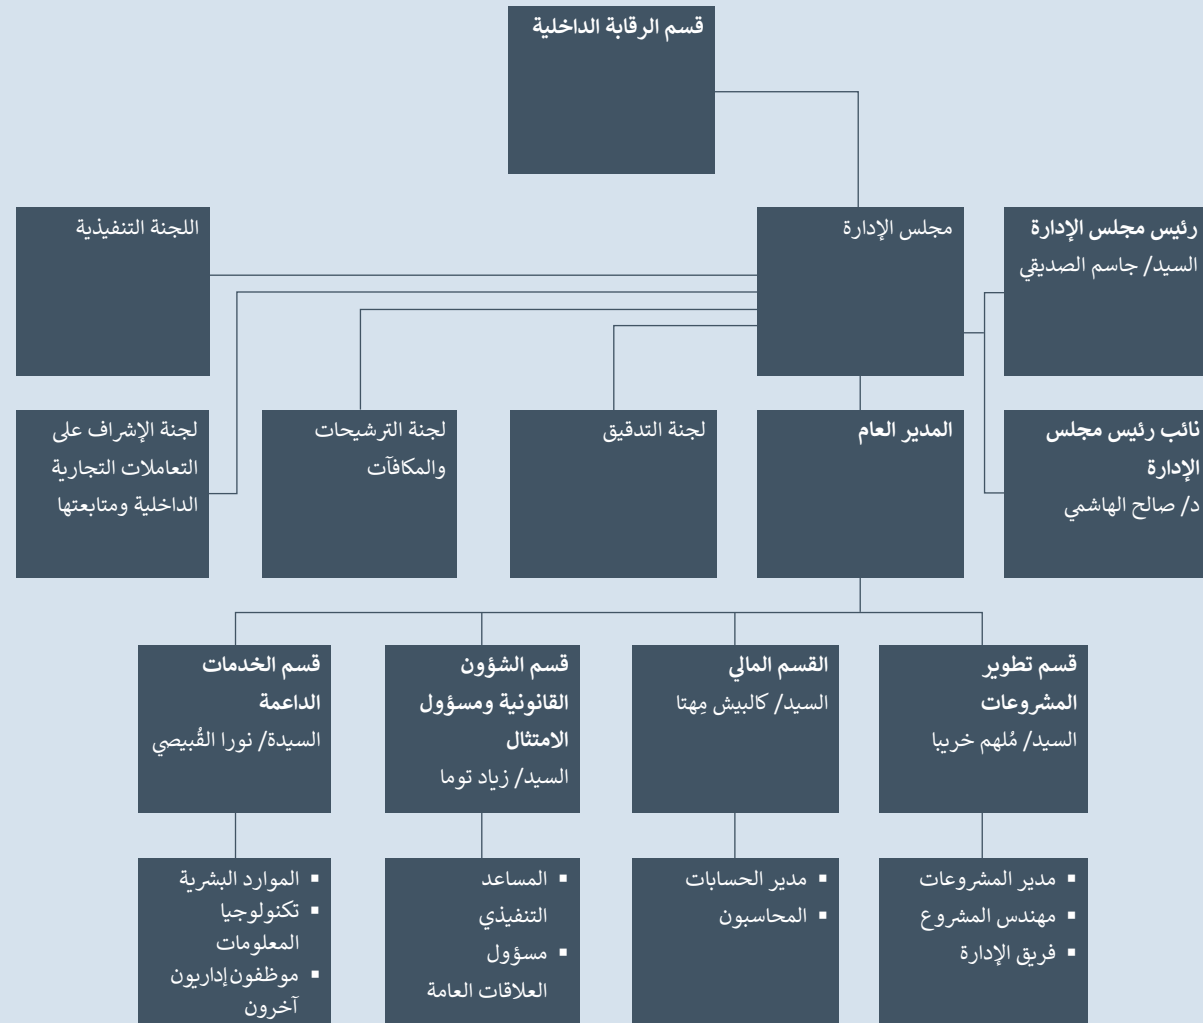 قسم الرقابة الداخلية
رئيس مجلس الإدارة
السيد/ جاسم الصديقي
مجلس الإدارة
اللجنة التنفيذية
نائب رئيس مجلس
الإدارة
د/ صالح الهاشمي
المدير العام
لجنة التدقيق
لجنة الترشيحات
والمكافآت
لجنة الإشراف على
التعاملات التجارية
الداخلية ومتابعتها
قسم تطوير
المشروعات
السيد/ مُلهم خريبا
القسم المالي
السيد/ كالبيش مِهتا
قسم الشؤون
القانونية ومسؤول
الامتثال
السيد/ زياد توما
قسم الخدمات
الداعمة
السيدة/ نورا القُبيصي
▪ مدير المشروعات
▪ مهندس المشروع
▪ فريق الإدارة
▪ مدير الحسابات
▪ المحاسبون
▪ المساعد
التنفيذي
▪ مسؤول
العلاقات العامة
▪ الموارد البشرية
▪ تكنولوجيا
المعلومات
▪ موظفون إداريون
آخرون